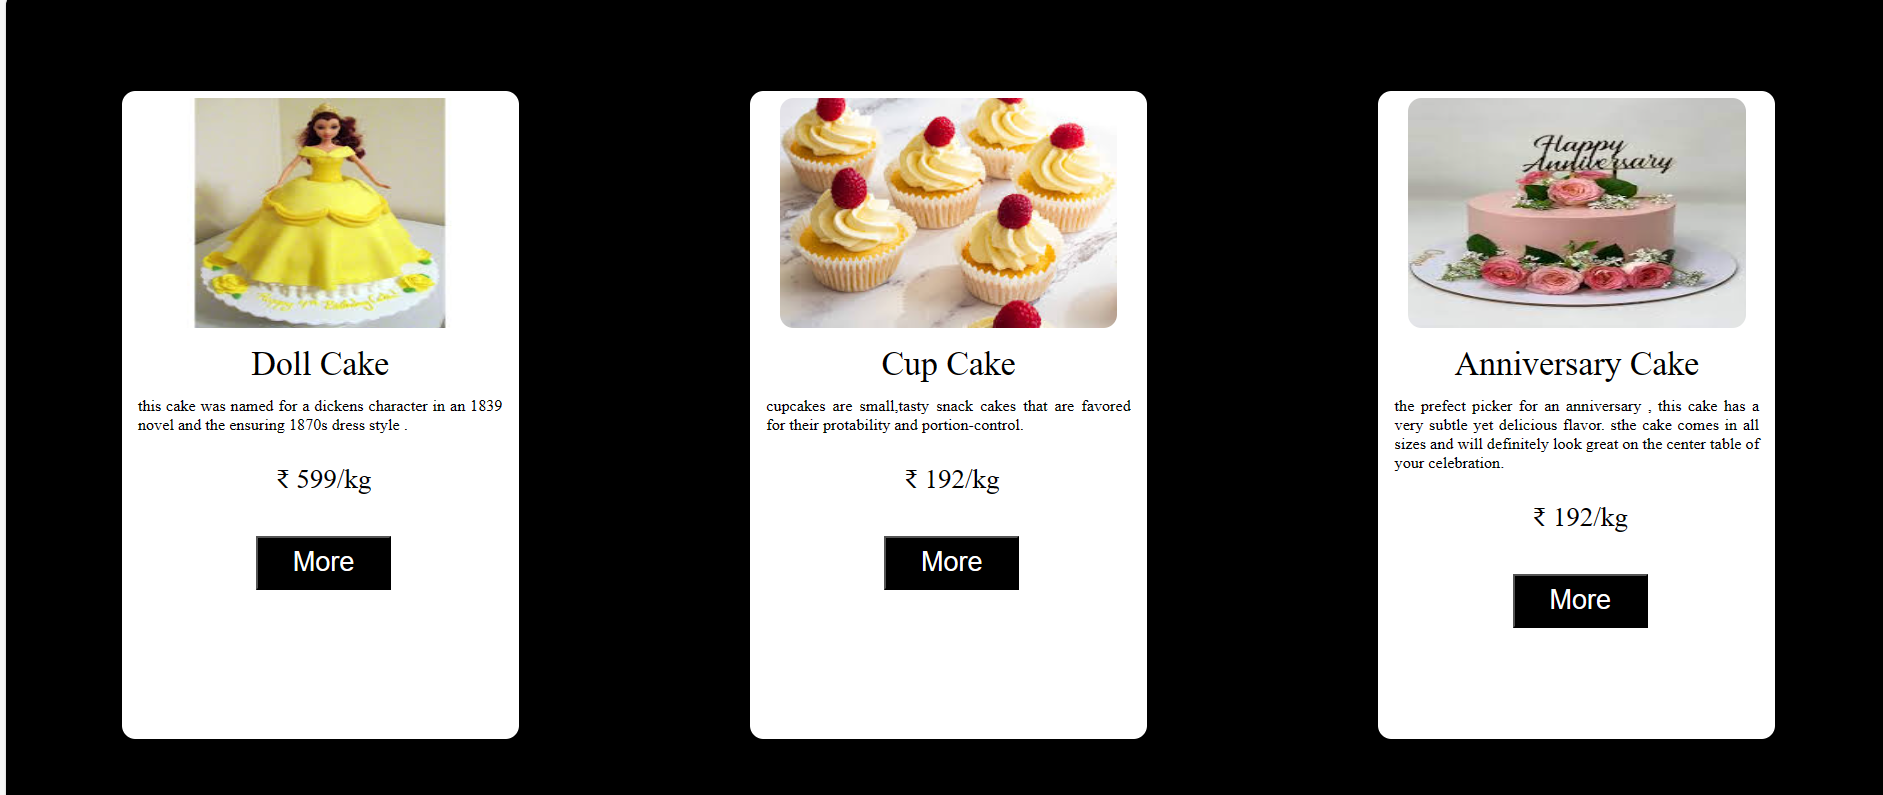 Happy
Anniversary
Doll Cake
this cake was named for a dickens character in an 1839
novel and the ensuring 1870s dress style .
₹ 599/kg
More
Cup Cake
cupcakes are small,tasty snack cakes that are favored
for their protability and portion-control.
₹ 192/kg
More
Anniversary Cake
the prefect picker for an anniversary , this cake has a
very subtle yet delicious flavor. sthe cake comes in all
sizes and will definitely look great on the center table of
your celebration.
₹ 192/kg
More